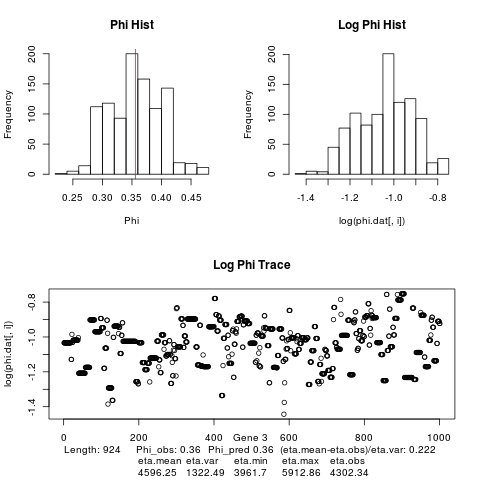 Phi Hist
Log Phi Hist
Frequency
0 50 100 150 200
0.25 0.35 0.45
Phi
Frequency
0 50 100 150 200
-1.4 -1.2 -1.0 -0.8
log(phi.dat[, i])
Log Phi Trace
log(phi.dat[, i])
-1.4 -1.2 -1.0 -0.8
0 200 400 600 800 1000
Gene 3
Length: 924 Phi_obs: 0.36 Phi_pred 0.36 (eta.mean-eta.obs)/eta.var: 0.222
eta.mean eta.var eta.min eta.max eta.obs
4596.25 1322.49 3961.7 5912.86 4302.34